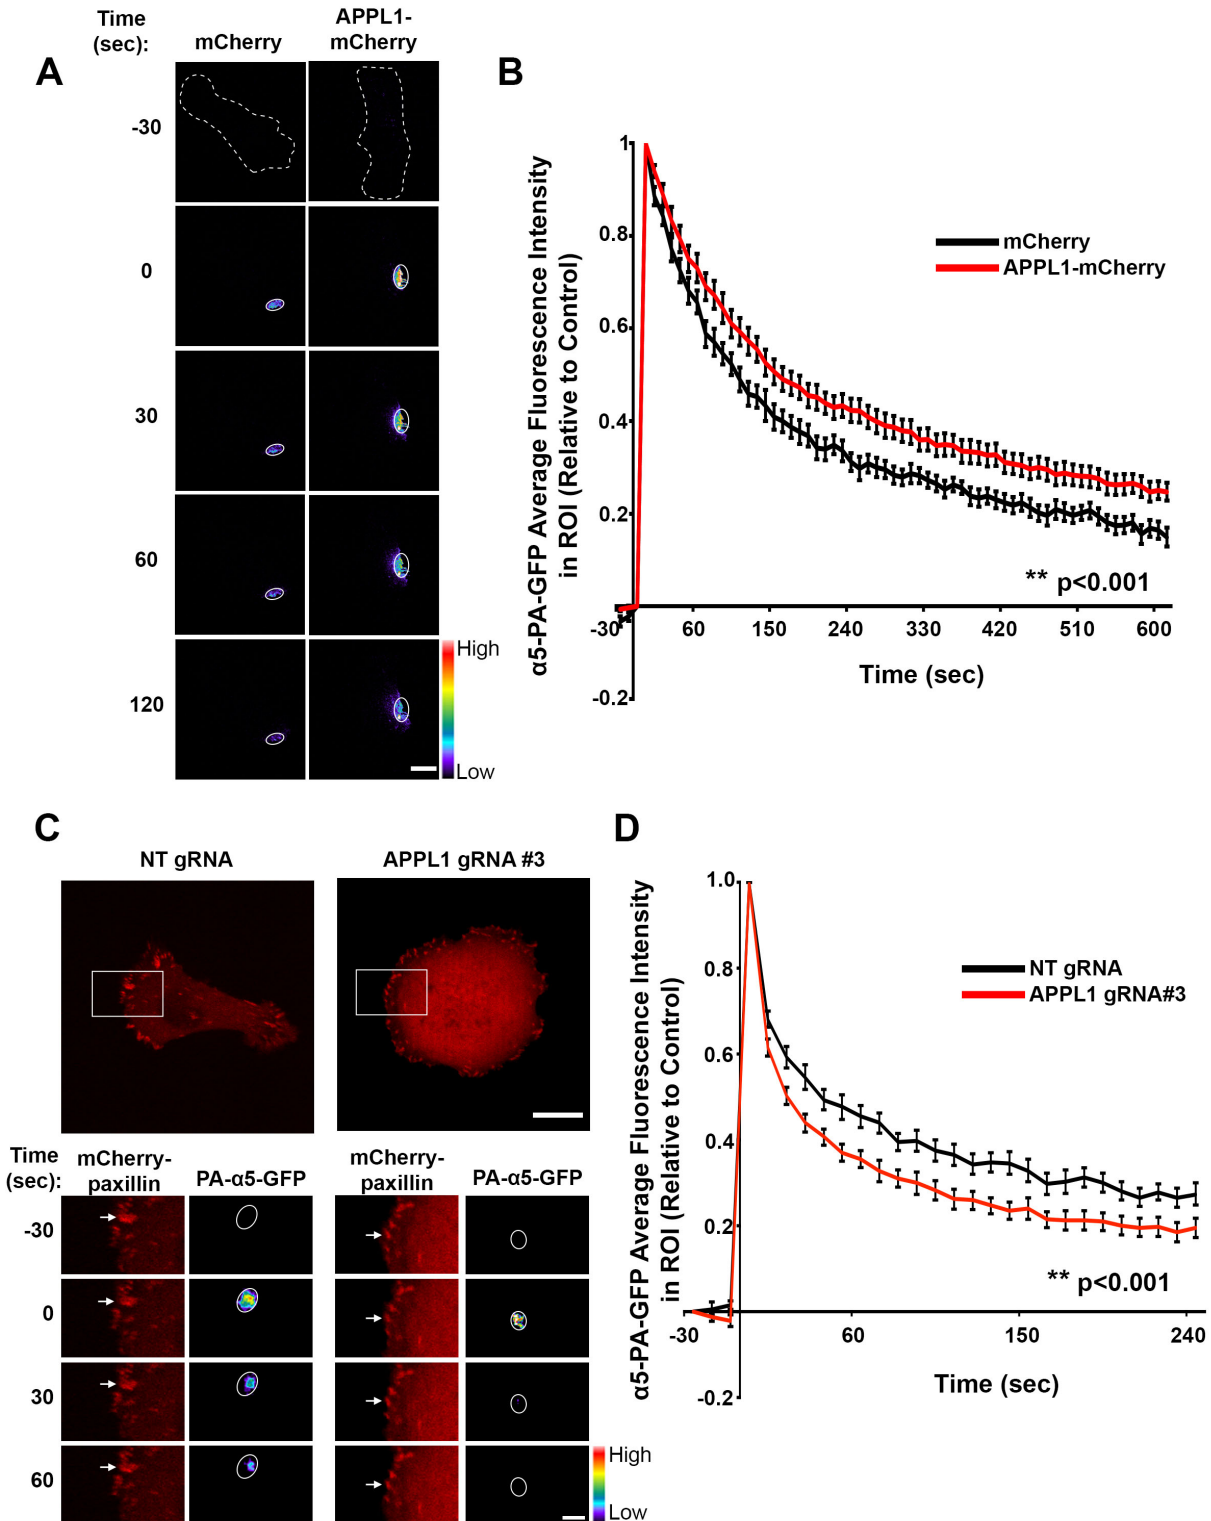 A
Time
(sec):
mCherry
APPL1-
mCherry
-30
0
30
60
120
High
Low
B
α5-PA-GFP Average Fluorescence Intensity
in ROI (Relative to Control)
1
0.8
0.6
0.4
0.2
-0.2
mCherry
APPL1-mCherry
** p<0.001
-30 60 150 240 330 420 510 600
Time (sec)
C
NT gRNA
APPL1 gRNA #3
Time
(sec):
mCherry-
paxillin
PA-α5-GFP
mCherry-
paxillin
PA-α5-GFP
-30
0
30
60
High
Low
D
α5-PA-GFP Average Fluorescence Intensity
in ROI (Relative to Control)
1.0
0.8
0.6
0.4
0.2
-0.2
NT gRNA
APPL1 gRNA#3
** p<0.001
-30 60 150 240
Time (sec)